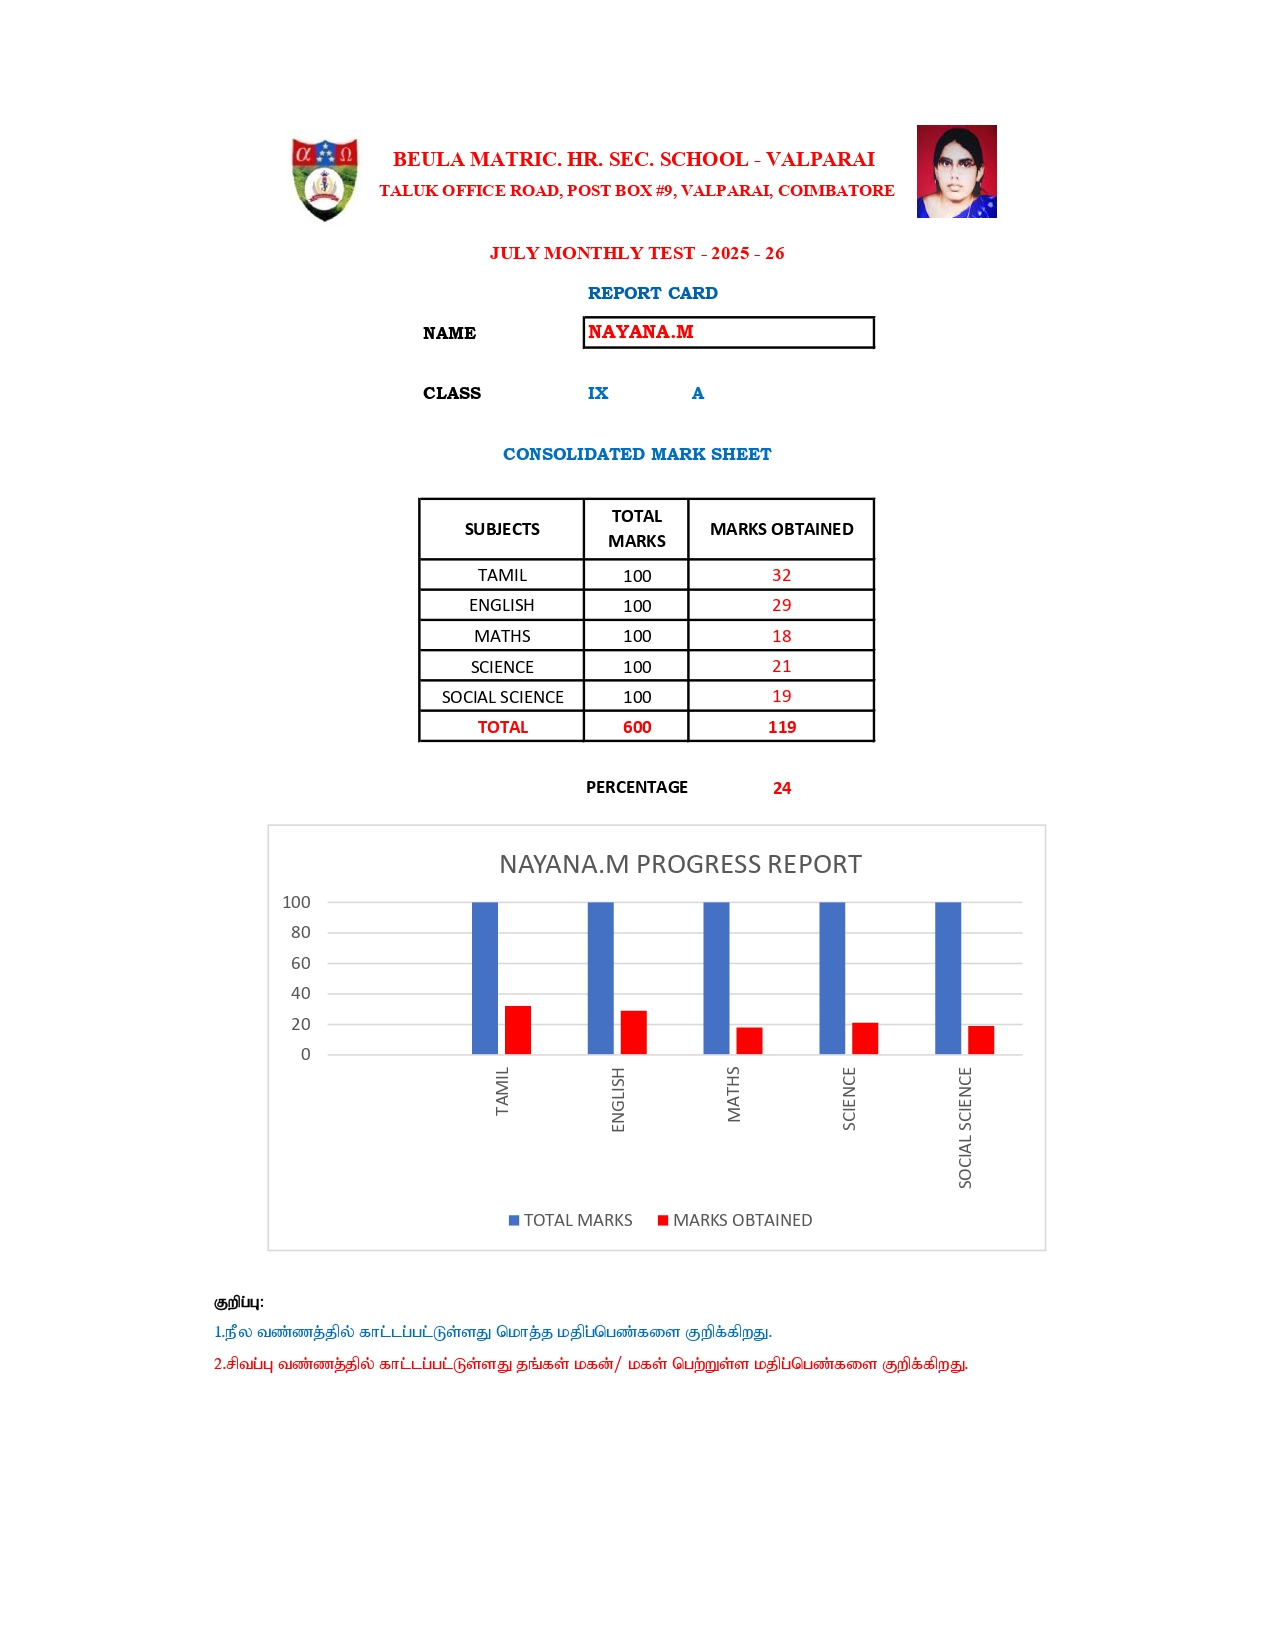 BEULA MATRIC. HR. SEC. SCHOOL - VALPARAI
TALUK OFFICE ROAD, POST BOX #9, VALPARAI, COIMBATORE
α Ω
JULY MONTHLY TEST - 2025 - 26
REPORT CARD
NAME NAYANA.M
CLASS IX A
CONSOLIDATED MARK SHEET
SUBJECTS TOTAL MARKS MARKS OBTAINED
TAMIL 100 32
ENGLISH 100 29
MATHS 100 18
SCIENCE 100 21
SOCIAL SCIENCE 100 19
TOTAL 600 119
PERCENTAGE 24
NAYANA.M PROGRESS REPORT
100
80
60
40
20
0
TAMIL
ENGLISH
MATHS
SCIENCE
SOCIAL SCIENCE
TOTAL MARKS MARKS OBTAINED
குறிப்பு:
1.நீல வண்ணத்தில் காட்டப்பட்டுள்ளது மொத்த மதிப்பெண்களை குறிக்கிறது.
2.சிவப்பு வண்ணத்தில் காட்டப்பட்டுள்ளது தங்கள் மகன்/ மகள் பெற்றுள்ள மதிப்பெண்களை குறிக்கிறது.